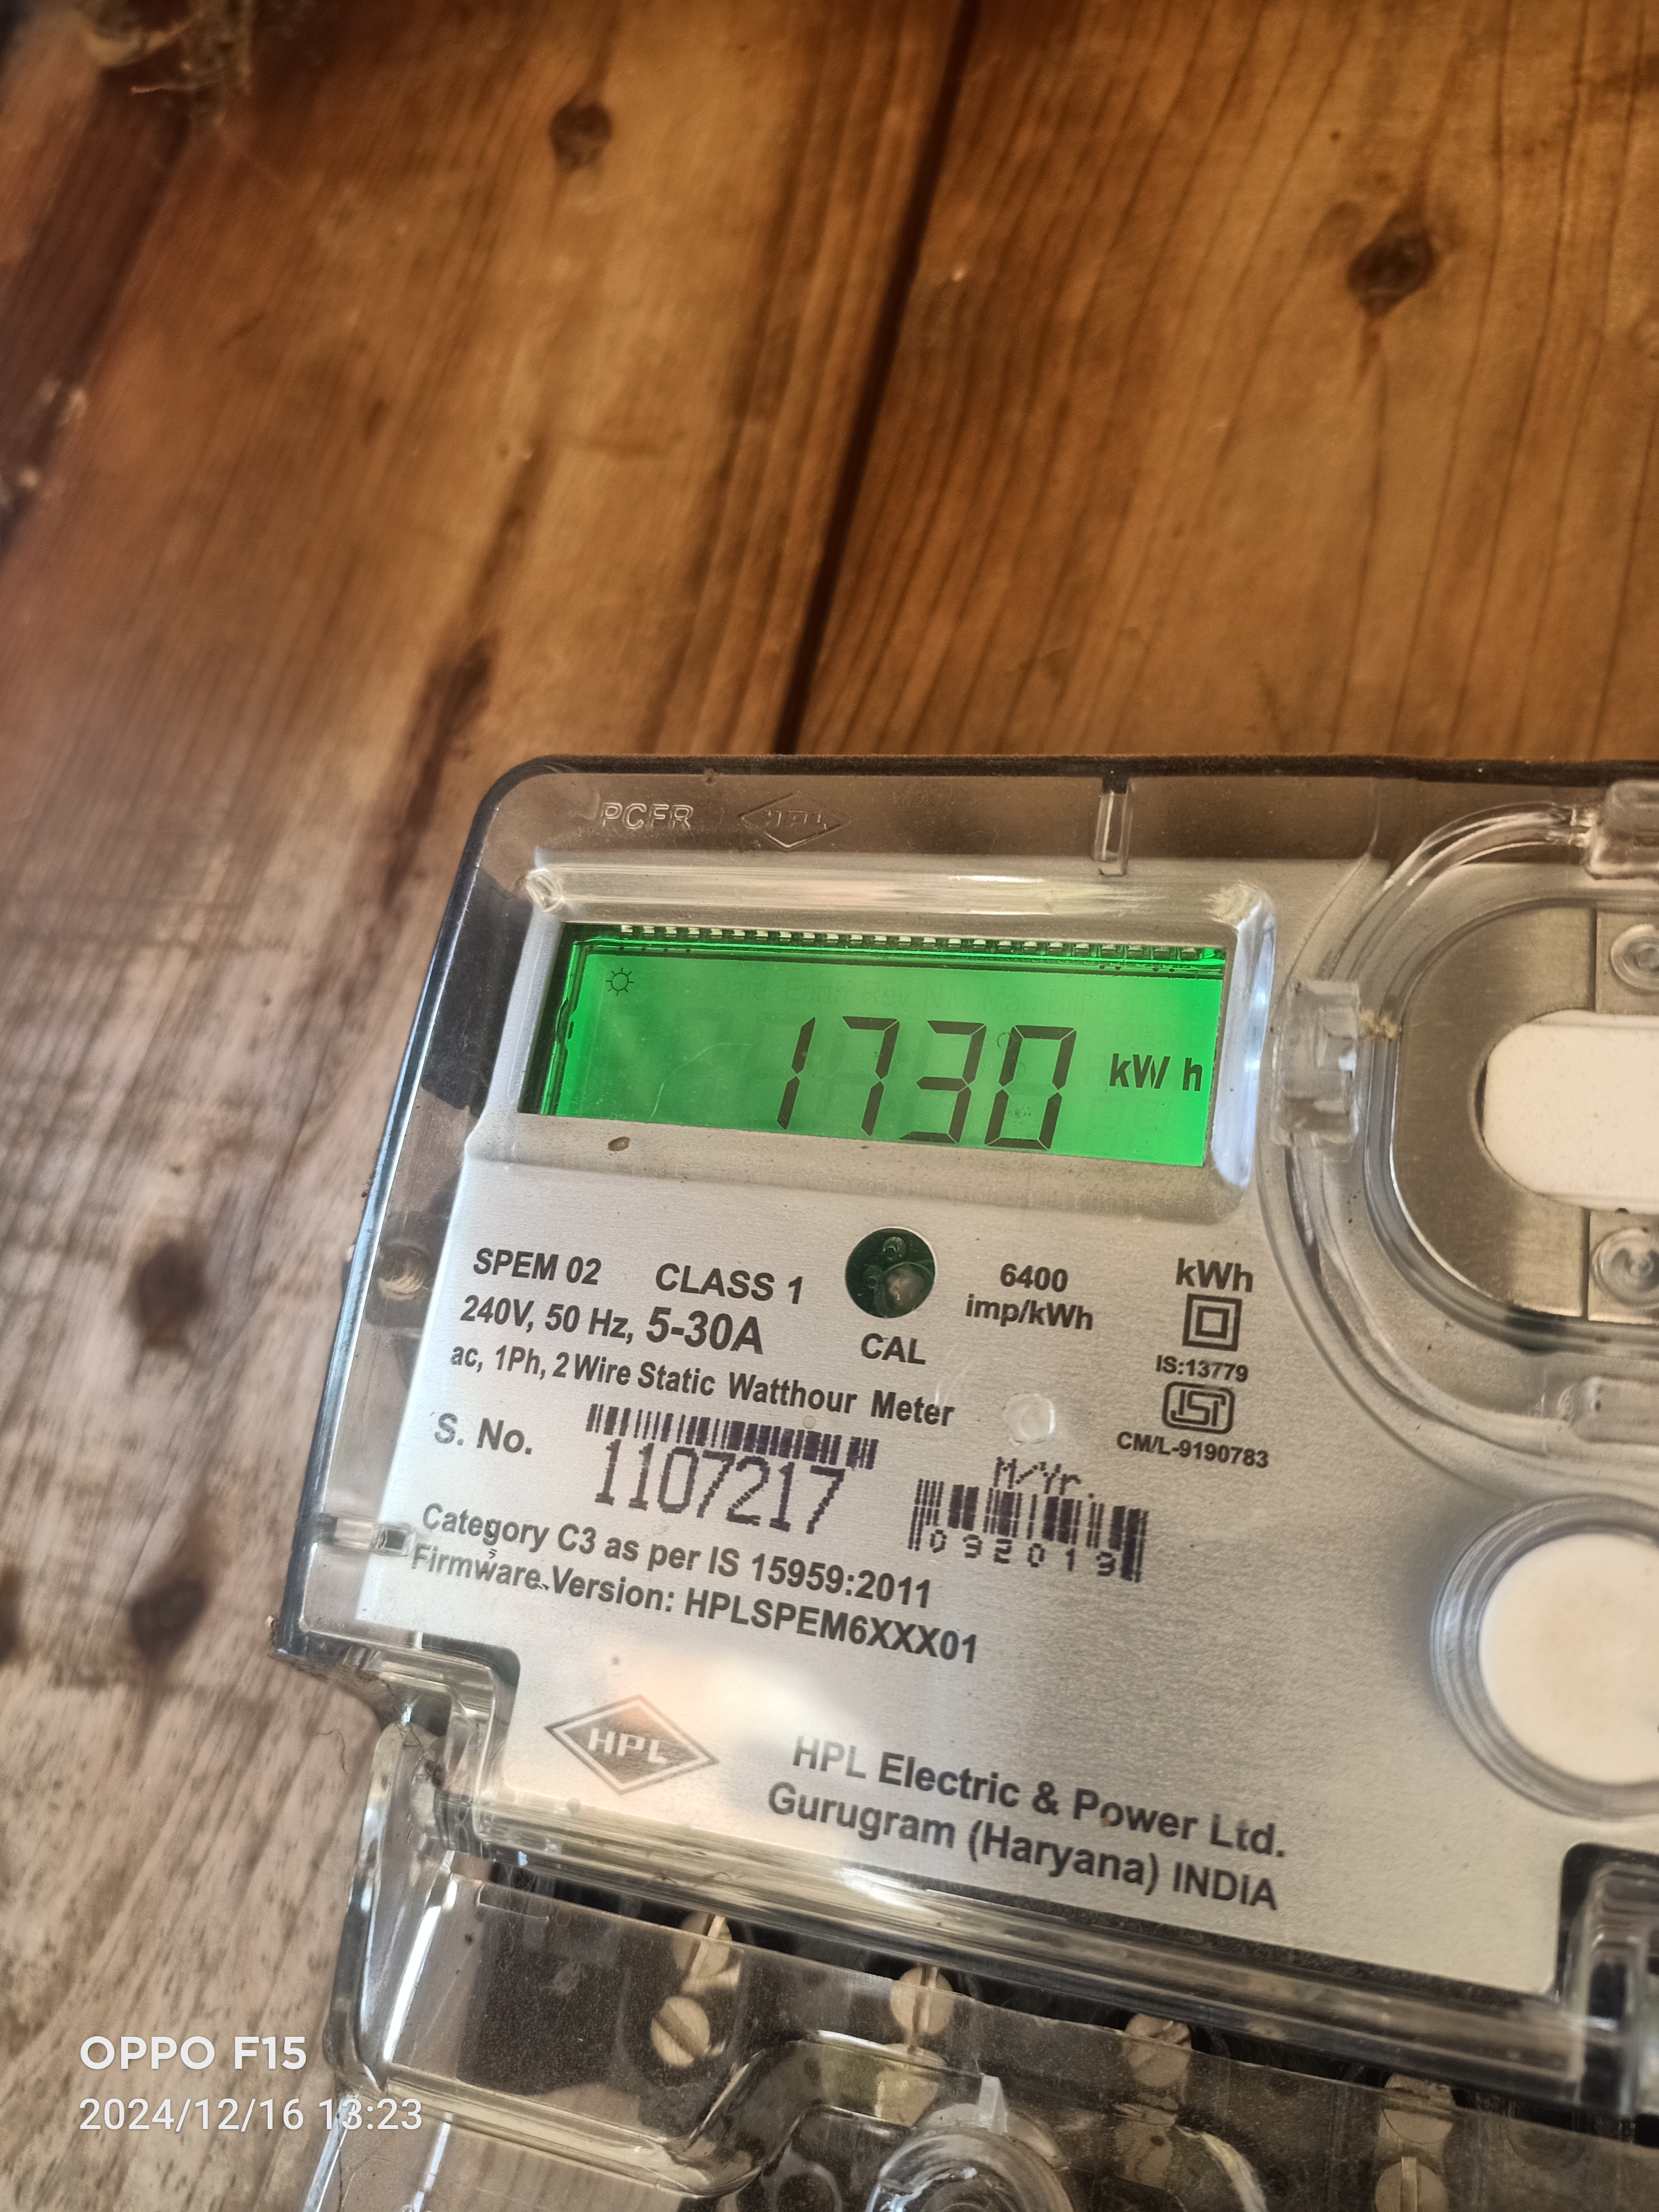 PCFR HPL
1730 kWh
SPEM 02 CLASS 1
240V, 50 Hz, 5-30A
ac, 1Ph, 2 Wire Static Watthour Meter
CAL
6400
imp/kWh
kWh
IS:13779
ISI
CM/L-9190783
S. No.
1107217
M/Yr.
032019
Category C3 as per IS 15959:2011
Firmware Version: HPLSPEM6XXX01
HPL
HPL Electric & Power Ltd.
Gurugram (Haryana) INDIA
OPPO F15
2024/12/16 13:23